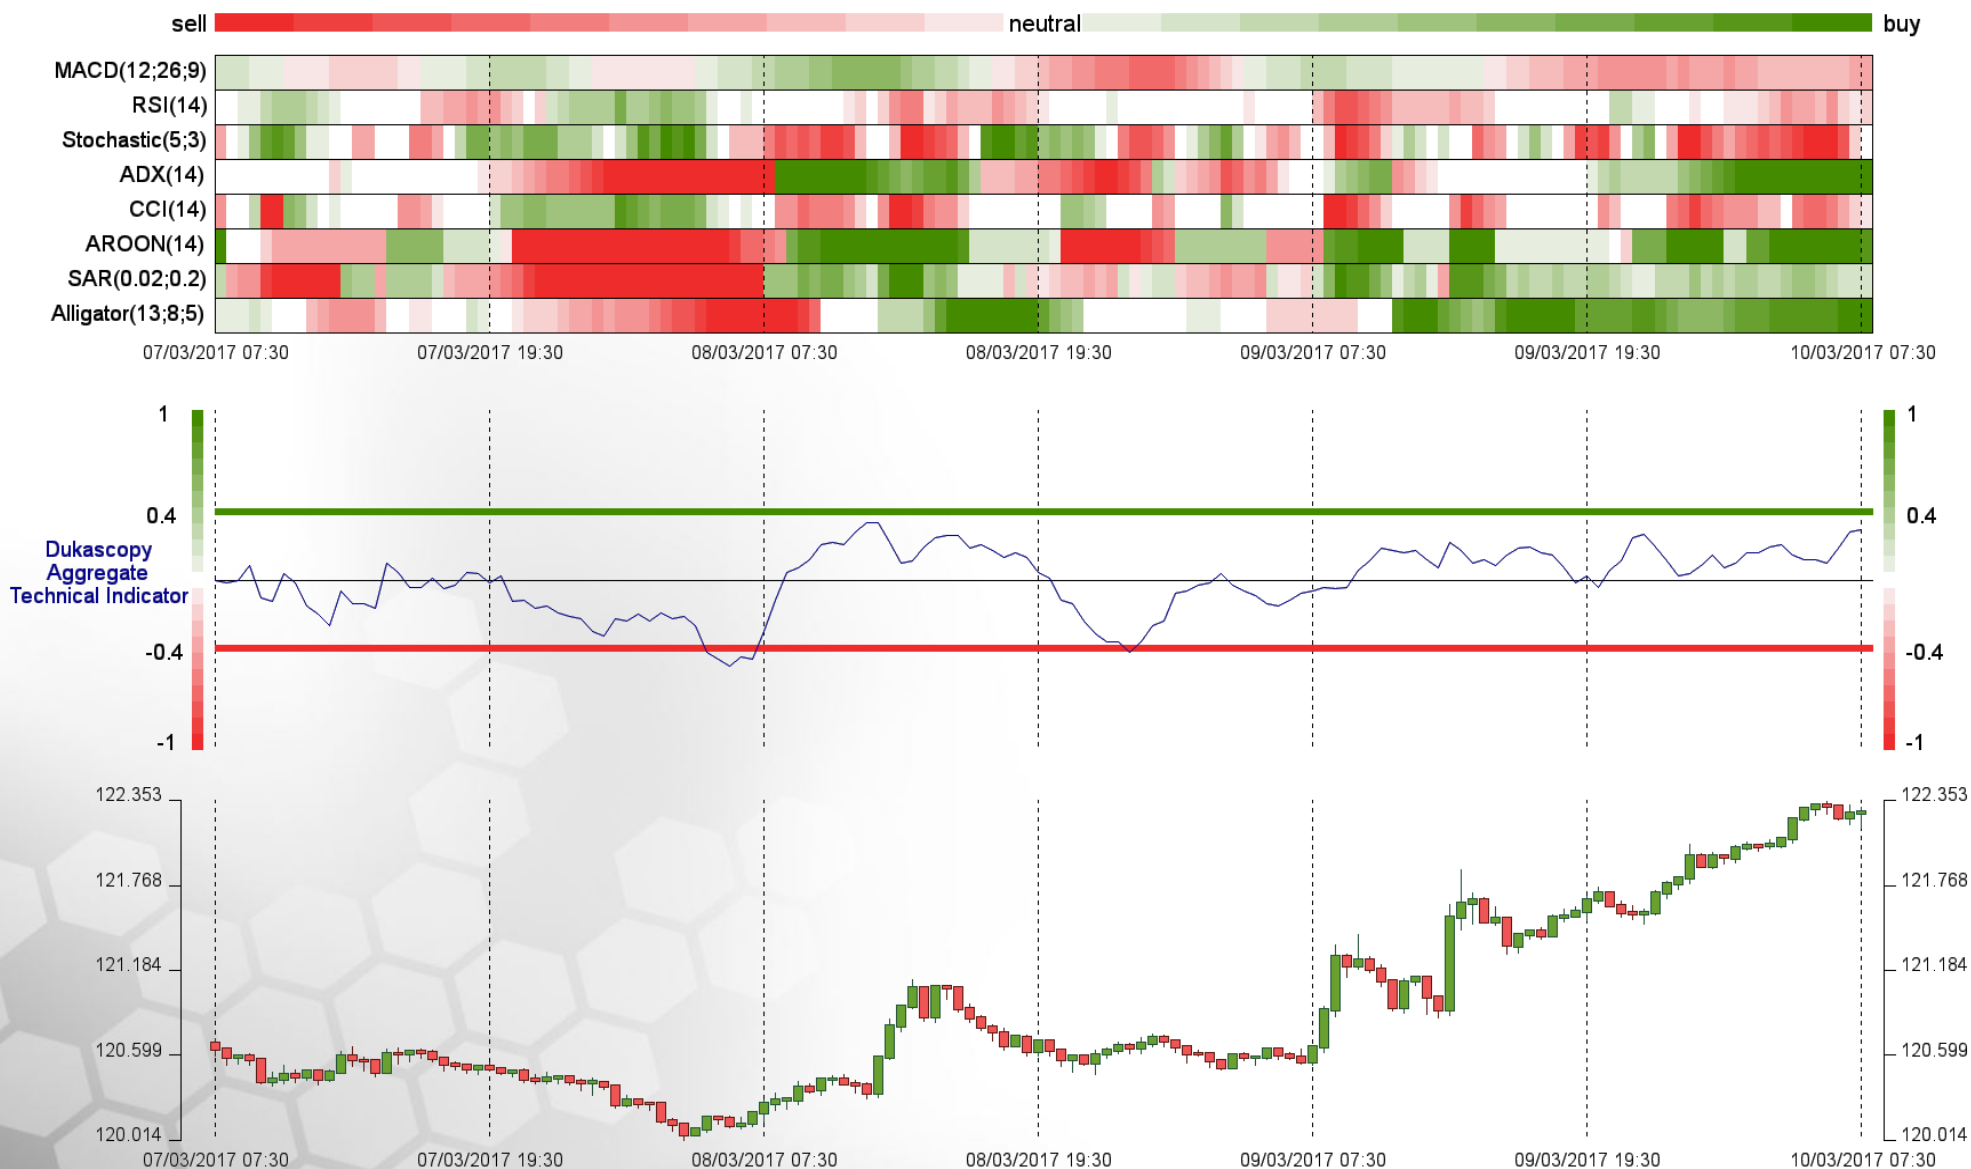 sell neutral buy
MACD(12;26;9)
RSI(14)
Stochastic(5;3)
ADX(14)
CCI(14)
AROON(14)
SAR(0.02;0.2)
Alligator(13;8;5)
07/03/2017 07:30 07/03/2017 19:30 08/03/2017 07:30 08/03/2017 19:30 09/03/2017 07:30 09/03/2017 19:30 10/03/2017 07:30
1 1
0.4 0.4
Dukascopy
Aggregate
Technical Indicator
-0.4 -0.4
-1 -1
122.353 122.353
121.768 121.768
121.184 121.184
120.599 120.599
120.014 120.014
07/03/2017 07:30 07/03/2017 19:30 08/03/2017 07:30 08/03/2017 19:30 09/03/2017 07:30 09/03/2017 19:30 10/03/2017 07:30